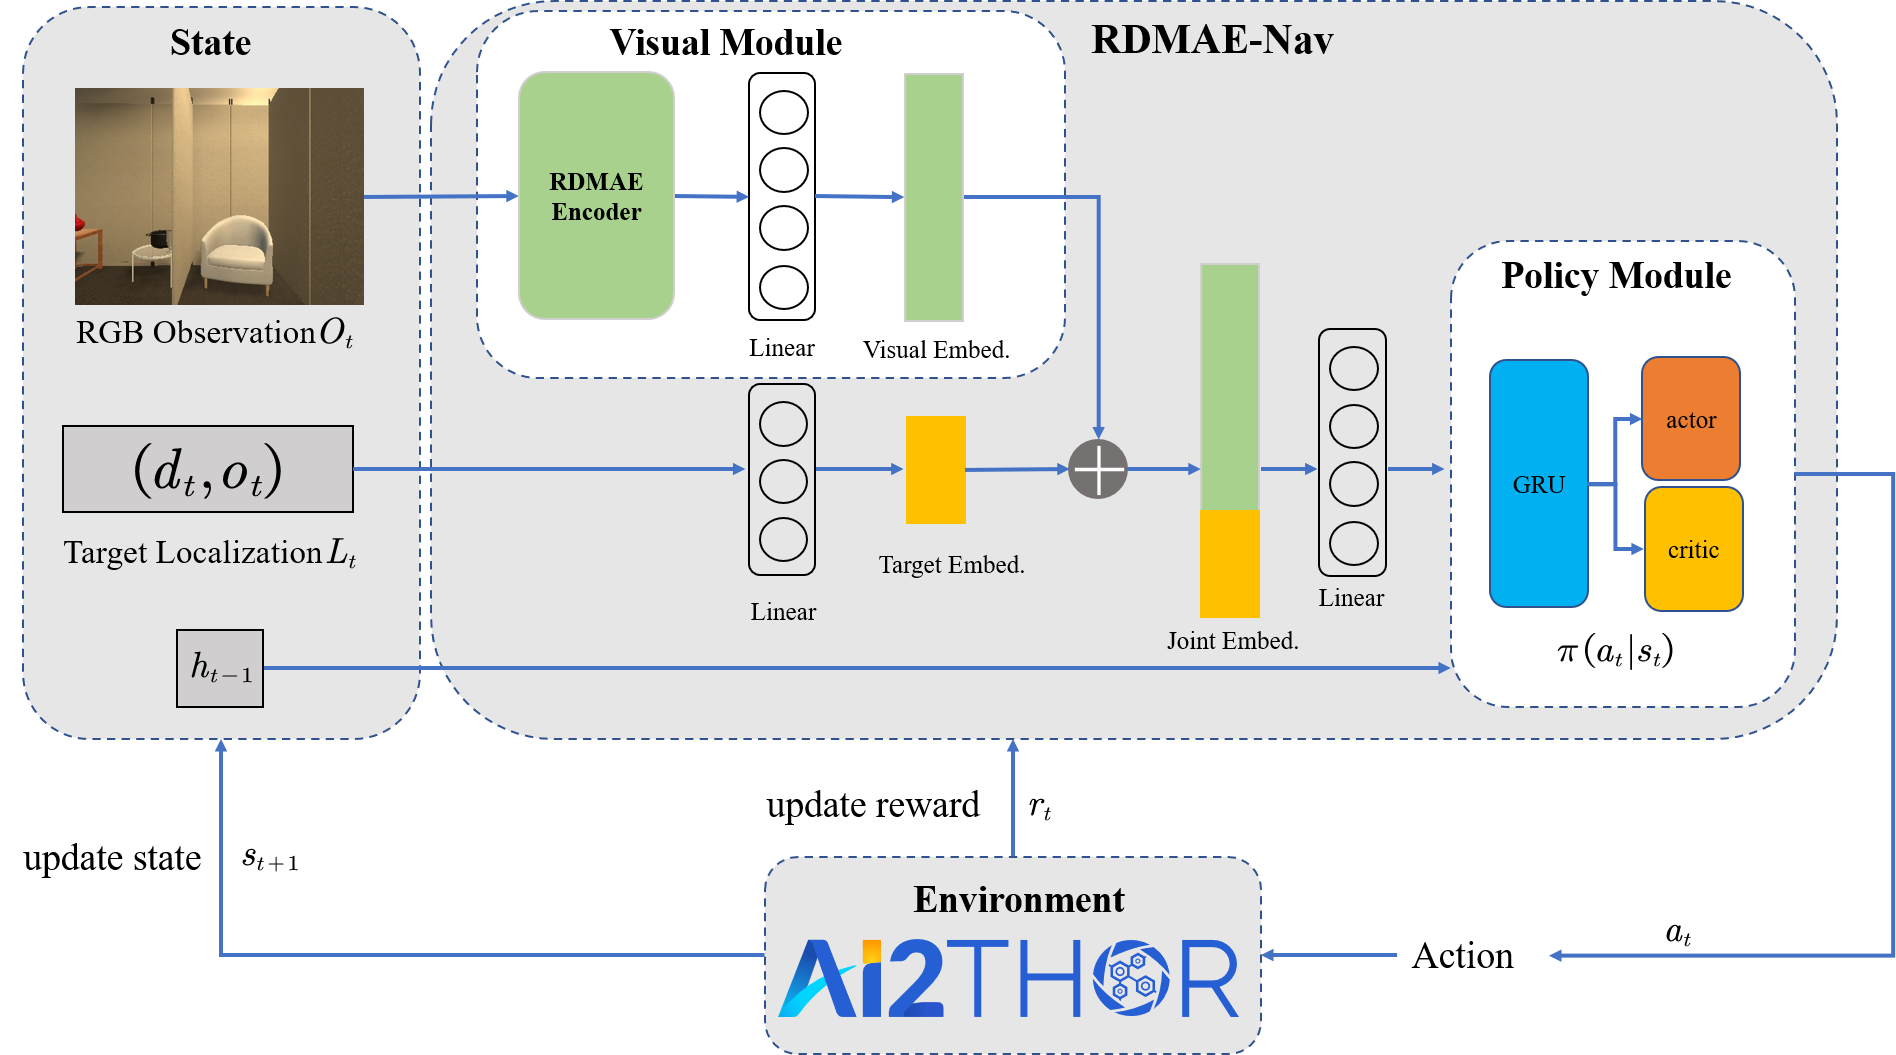 State
RGB Observation O_t
(d_t, o_t)
Target Localization L_t
h_{t-1}
RDMAE-Nav
Visual Module
RDMAE
Encoder
Linear
Visual Embed.
Linear
Target Embed.
Joint Embed.
Linear
Policy Module
GRU
actor
critic
π(a_t|s_t)
update state s_{t+1}
update reward r_t
Environment
Ai2THOR
Action
a_t